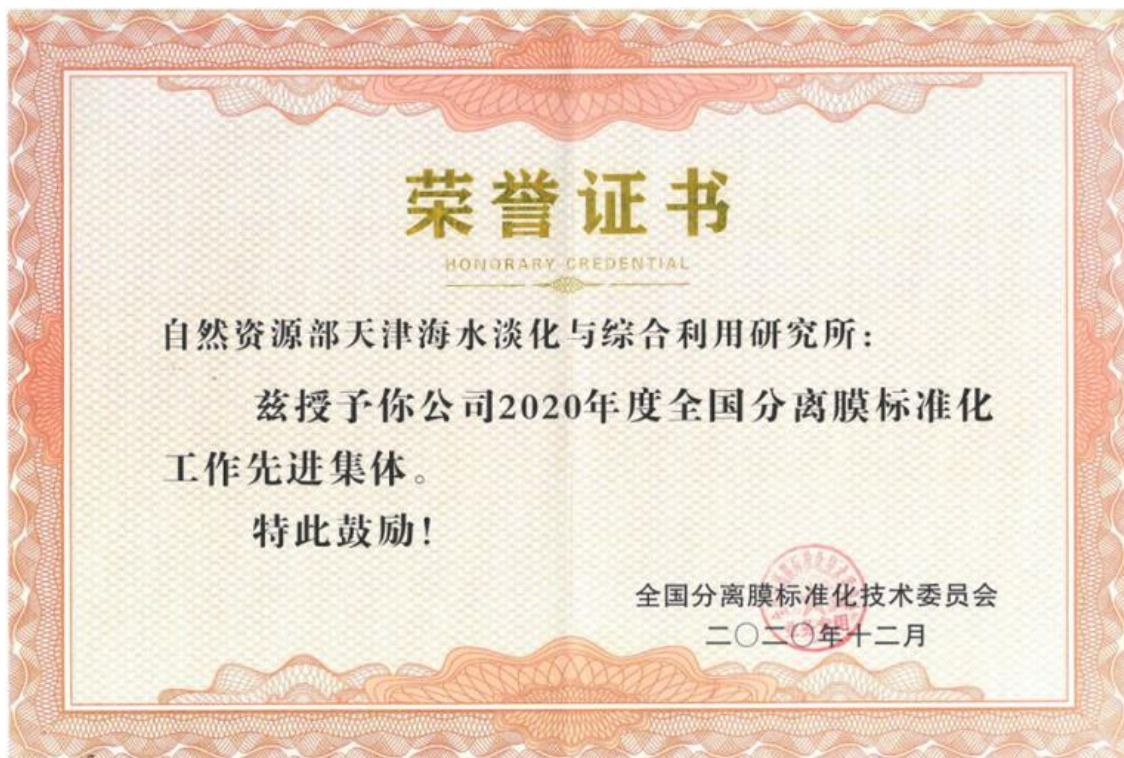 荣誉证书
HONORARY CREDENTIAL
自然资源部天津海水淡化与综合利用研究所：
兹授予你公司2020年度全国分离膜标准化
工作先进集体。
特此鼓励！
全国分离膜标准化技术委员会
二〇二〇年十二月